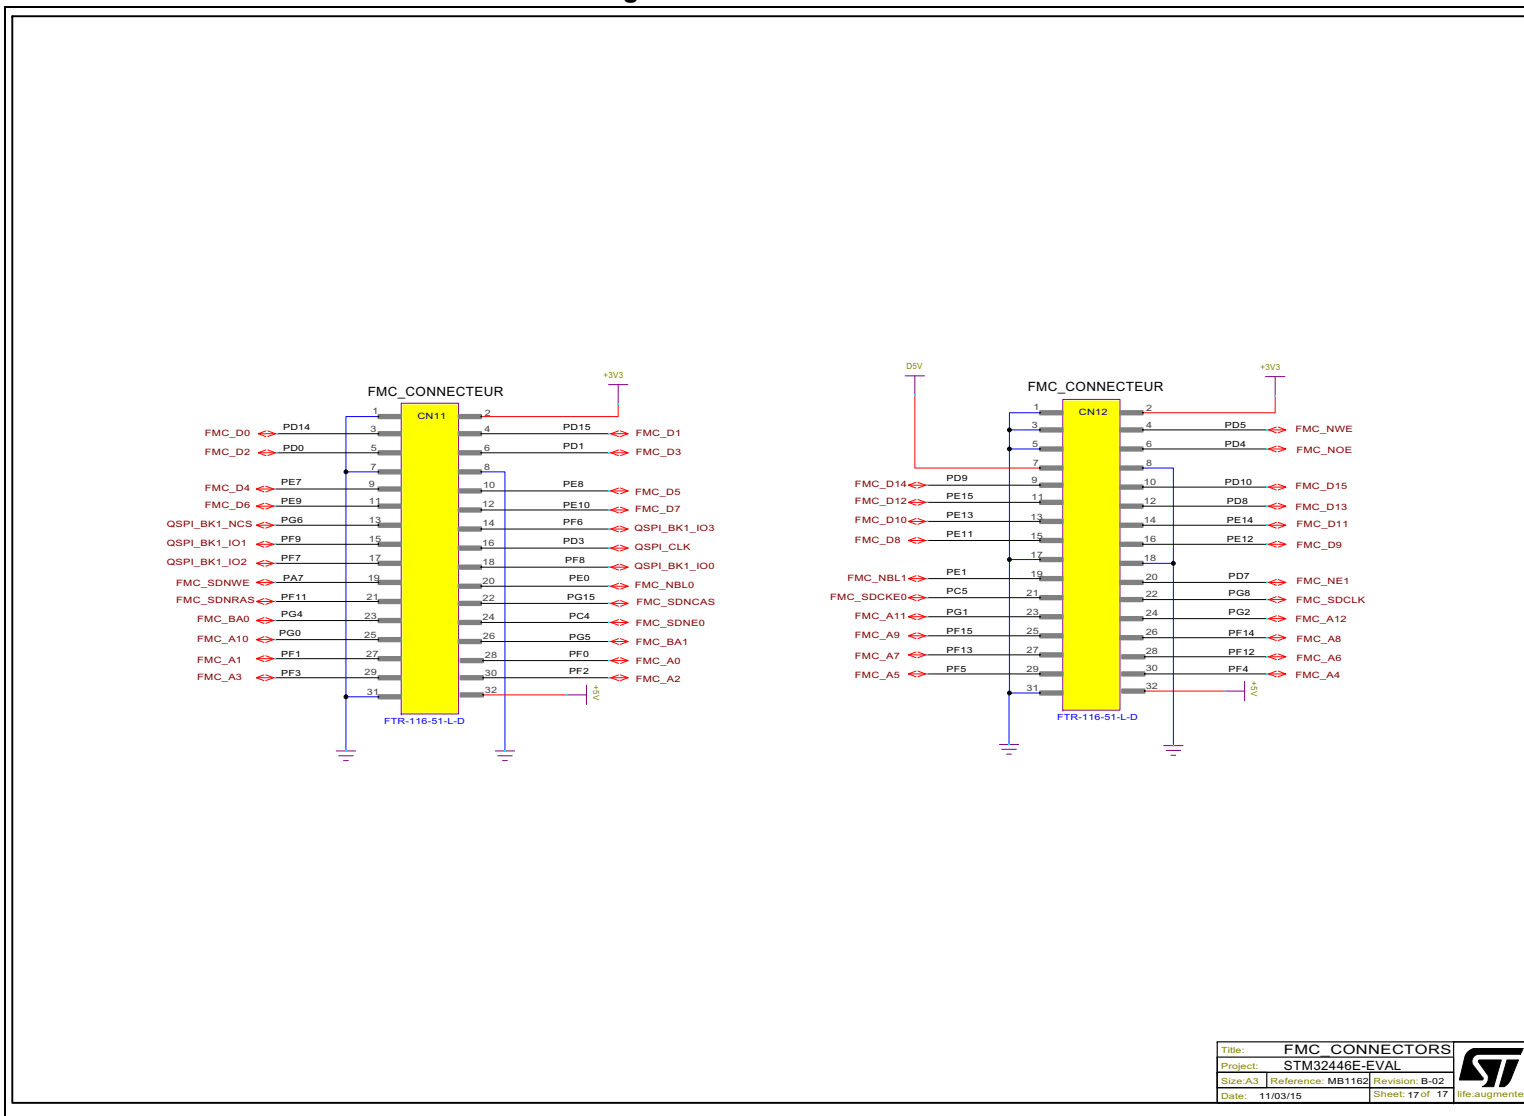 FMC_CONNECTEUR
+3V3
CN11
1 2
FMC_D0 PD14 3 4 PD15 FMC_D1
FMC_D2 PD0 5 6 PD1 FMC_D3
7 8
FMC_D4 PE7 9 10 PE8 FMC_D5
FMC_D6 PE9 11 12 PE10 FMC_D7
QSPI_BK1_NCS PG6 13 14 PF6 QSPI_BK1_IO3
QSPI_BK1_IO1 PF9 15 16 PD3 QSPI_CLK
QSPI_BK1_IO2 PF7 17 18 PF8 QSPI_BK1_IO0
FMC_SDNWE PA7 19 20 PE0 FMC_NBL0
FMC_SDNRAS PF11 21 22 PG15 FMC_SDNCAS
FMC_BA0 PG4 23 24 PC4 FMC_SDNE0
FMC_A10 PG0 25 26 PG5 FMC_BA1
FMC_A1 PF1 27 28 PF0 FMC_A0
FMC_A3 PF3 29 30 PF2 FMC_A2
31 32 +5V
FTR-116-51-L-D
D5V
+3V3
FMC_CONNECTEUR
CN12
1 2
3 4 PD5 FMC_NWE
5 6 PD4 FMC_NOE
7 8
FMC_D14 PD9 9 10 PD10 FMC_D15
FMC_D12 PE15 11 12 PD8 FMC_D13
FMC_D10 PE13 13 14 PE14 FMC_D11
FMC_D8 PE11 15 16 PE12 FMC_D9
17 18
FMC_NBL1 PE1 19 20 PD7 FMC_NE1
FMC_SDCKE0 PC5 21 22 PG8 FMC_SDCLK
FMC_A11 PG1 23 24 PG2 FMC_A12
FMC_A9 PF15 25 26 PF14 FMC_A8
FMC_A7 PF13 27 28 PF12 FMC_A6
FMC_A5 PF5 29 30 PF4 FMC_A4
31 32 +5V
FTR-116-51-L-D
Title: FMC_CONNECTORS
Project: STM32446E-EVAL
Size:A3 Reference: MB1162 Revision: B-02
Date: 11/03/15 Sheet: 17 of 17
ST
life.augmente